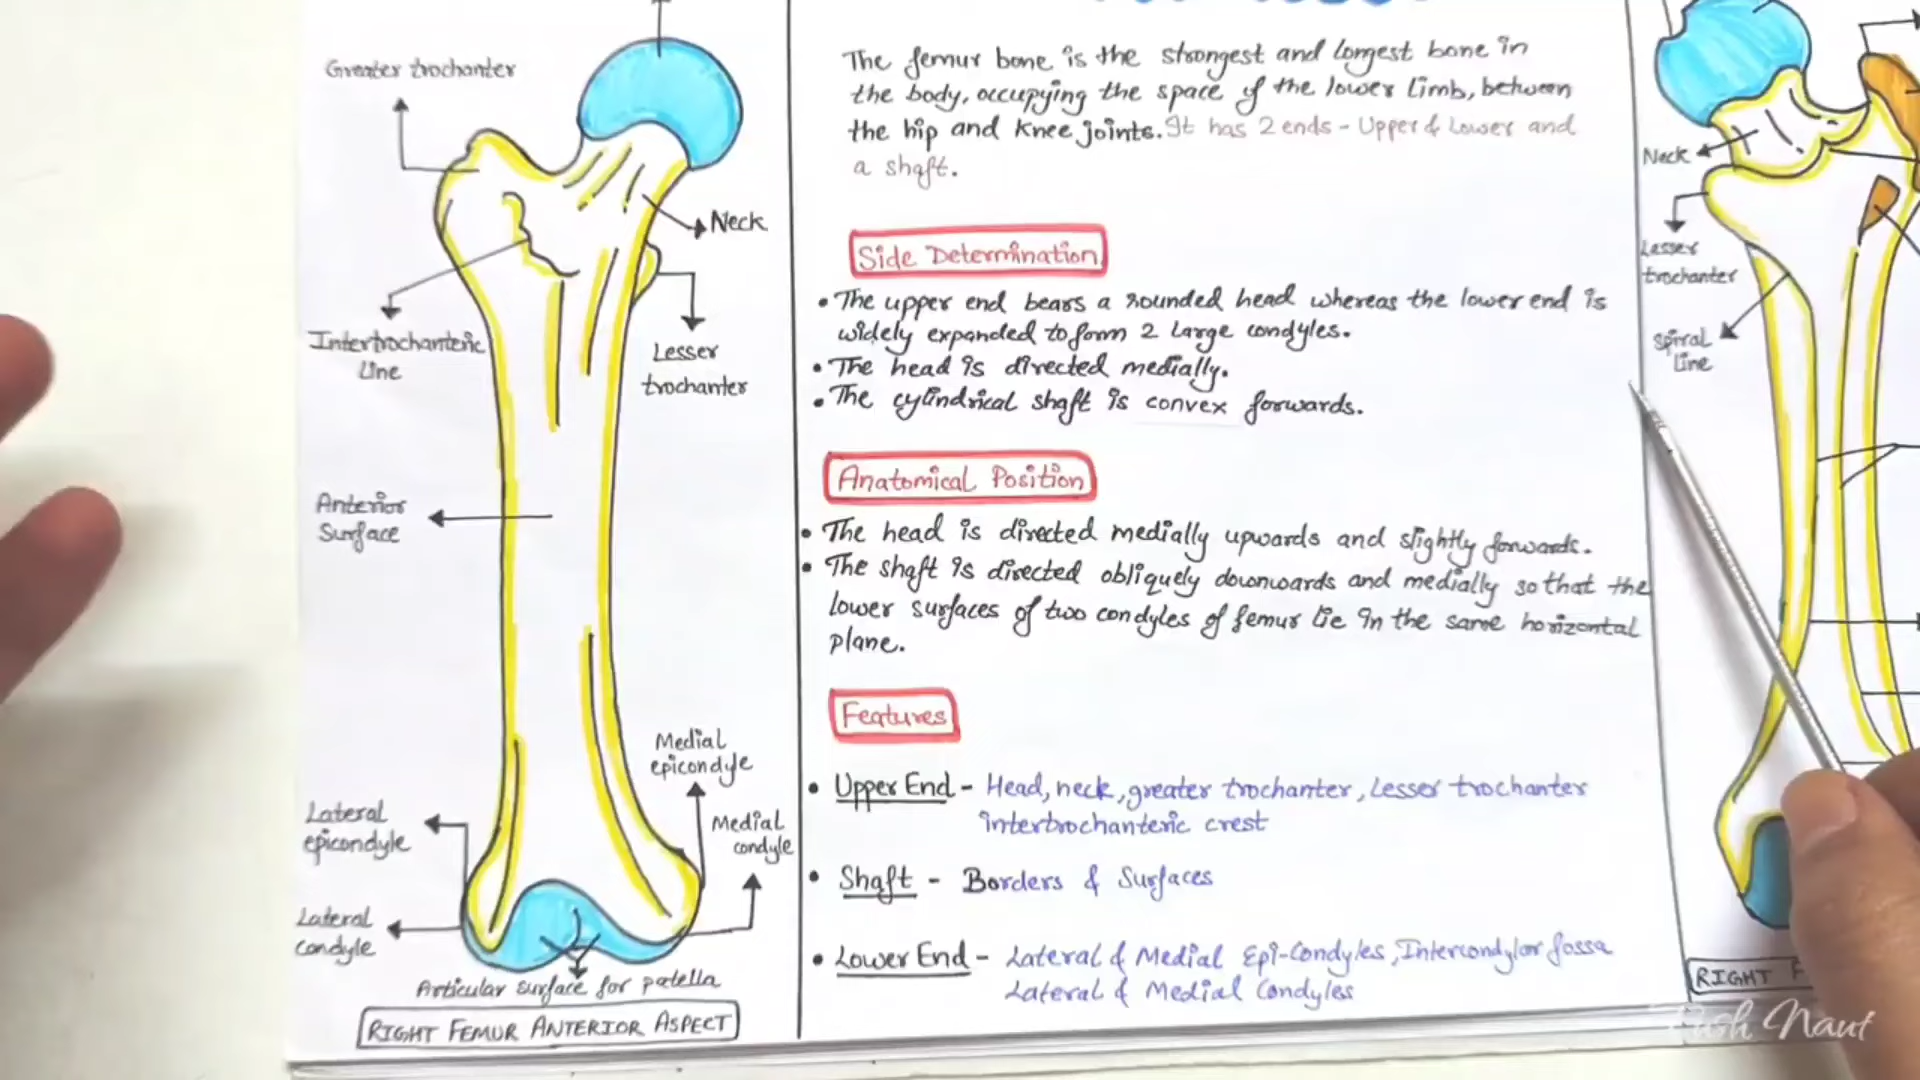 Greater trochanter
Neck
Intertrochanteric
Line
Lesser
trochanter
Anterior
Surface
Medial
epicondyle
Lateral
epicondyle
Medial
condyle
Lateral
condyle
Articular surface for patella
RIGHT FEMUR ANTERIOR ASPECT
The femur bone is the strongest and longest bone in
the body, occupying the space of the lower limb, between
the hip and knee joints. It has 2 ends - Upper & Lower and
a shaft.
Side Determination
• The upper end bears a rounded head whereas the lower end is
widely expanded to form 2 large condyles.
• The head is directed medially.
• The cylindrical shaft is convex forwards.
Anatomical Position
• The head is directed medially upwards and slightly forwards.
• The shaft is directed obliquely downwards and medially so that the
lower surfaces of two condyles of femur lie in the same horizontal
plane.
Features
• Upper End - Head, neck, greater trochanter, Lesser trochanter
intertrochanteric crest
• Shaft - Borders & Surfaces
• Lower End - Lateral & Medial Epi-Condyles, Intercondylar fossa
Lateral & Medial Condyles
Neck
Lesser
trochanter
spiral
line
RIGHT F